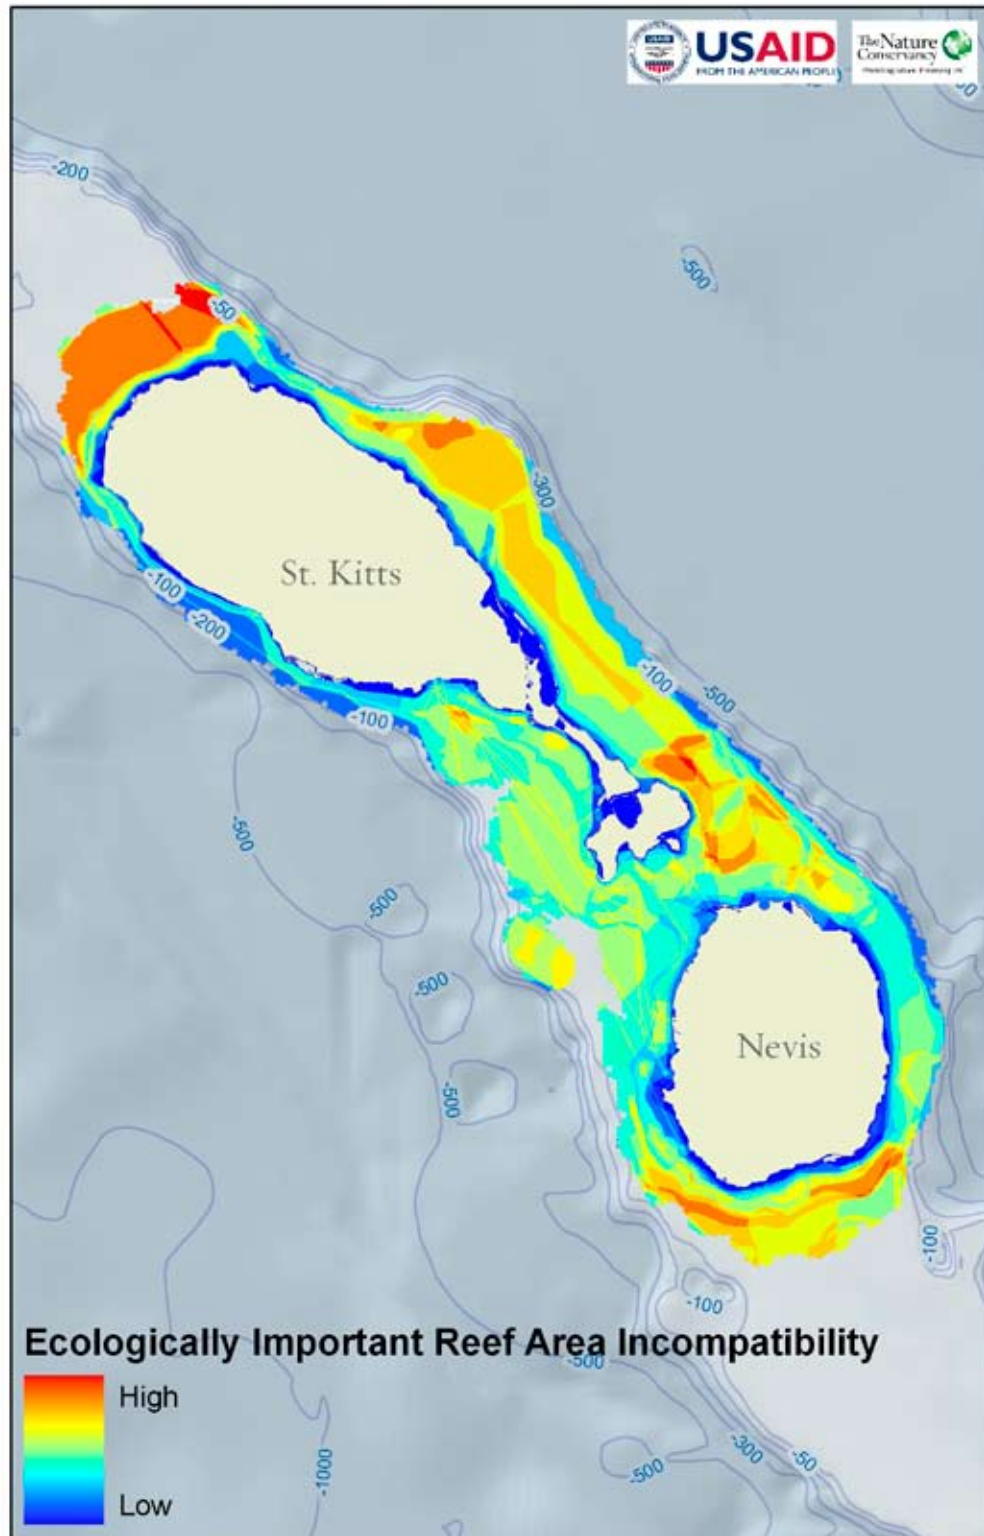 USAID
USAID
FROM THE AMERICAN PEOPLE
The Nature
Conservancy
-200
-500
-50
-300
St. Kitts
-100
-200
-100
-500
-100
-500
-500
-500
-500
Nevis
-100
-100
Ecologically Important Reef Area Incompatibility
-500
High
Low
-1000
-500
-300
-50